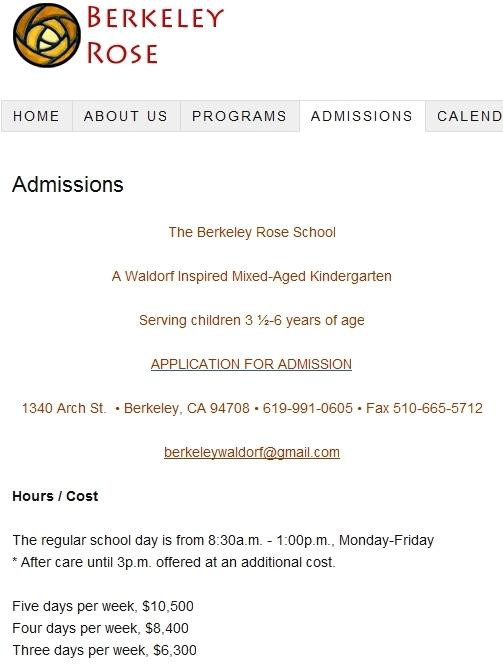 BERKELEY
ROSE
HOME ABOUT US PROGRAMS ADMISSIONS CALEND
Admissions
The Berkeley Rose School
A Waldorf Inspired Mixed-Aged Kindergarten
Serving children 3 ½-6 years of age
APPLICATION FOR ADMISSION
1340 Arch St. • Berkeley, CA 94708 • 619-991-0605 • Fax 510-665-5712
berkeleywaldorf@gmail.com
Hours / Cost
The regular school day is from 8:30a.m. - 1:00p.m., Monday-Friday
* After care until 3p.m. offered at an additional cost.
Five days per week, $10,500
Four days per week, $8,400
Three days per week, $6,300